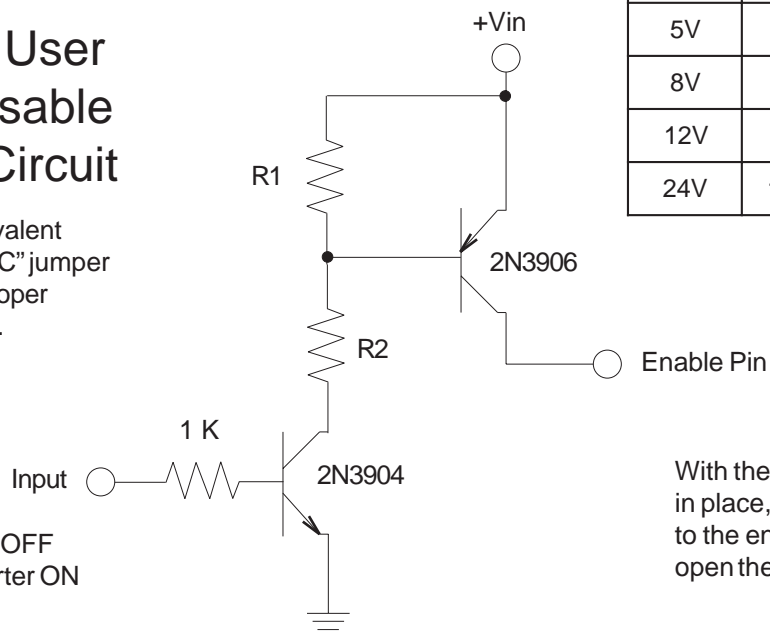 User
sable
Circuit
valent
C” jumper
oper
+Vin
5V
8V
12V
24V
R1
2N3906
R2
Enable Pin
1 K
Input
2N3904
OFF
rter ON
With the
in place,
to the en
open the